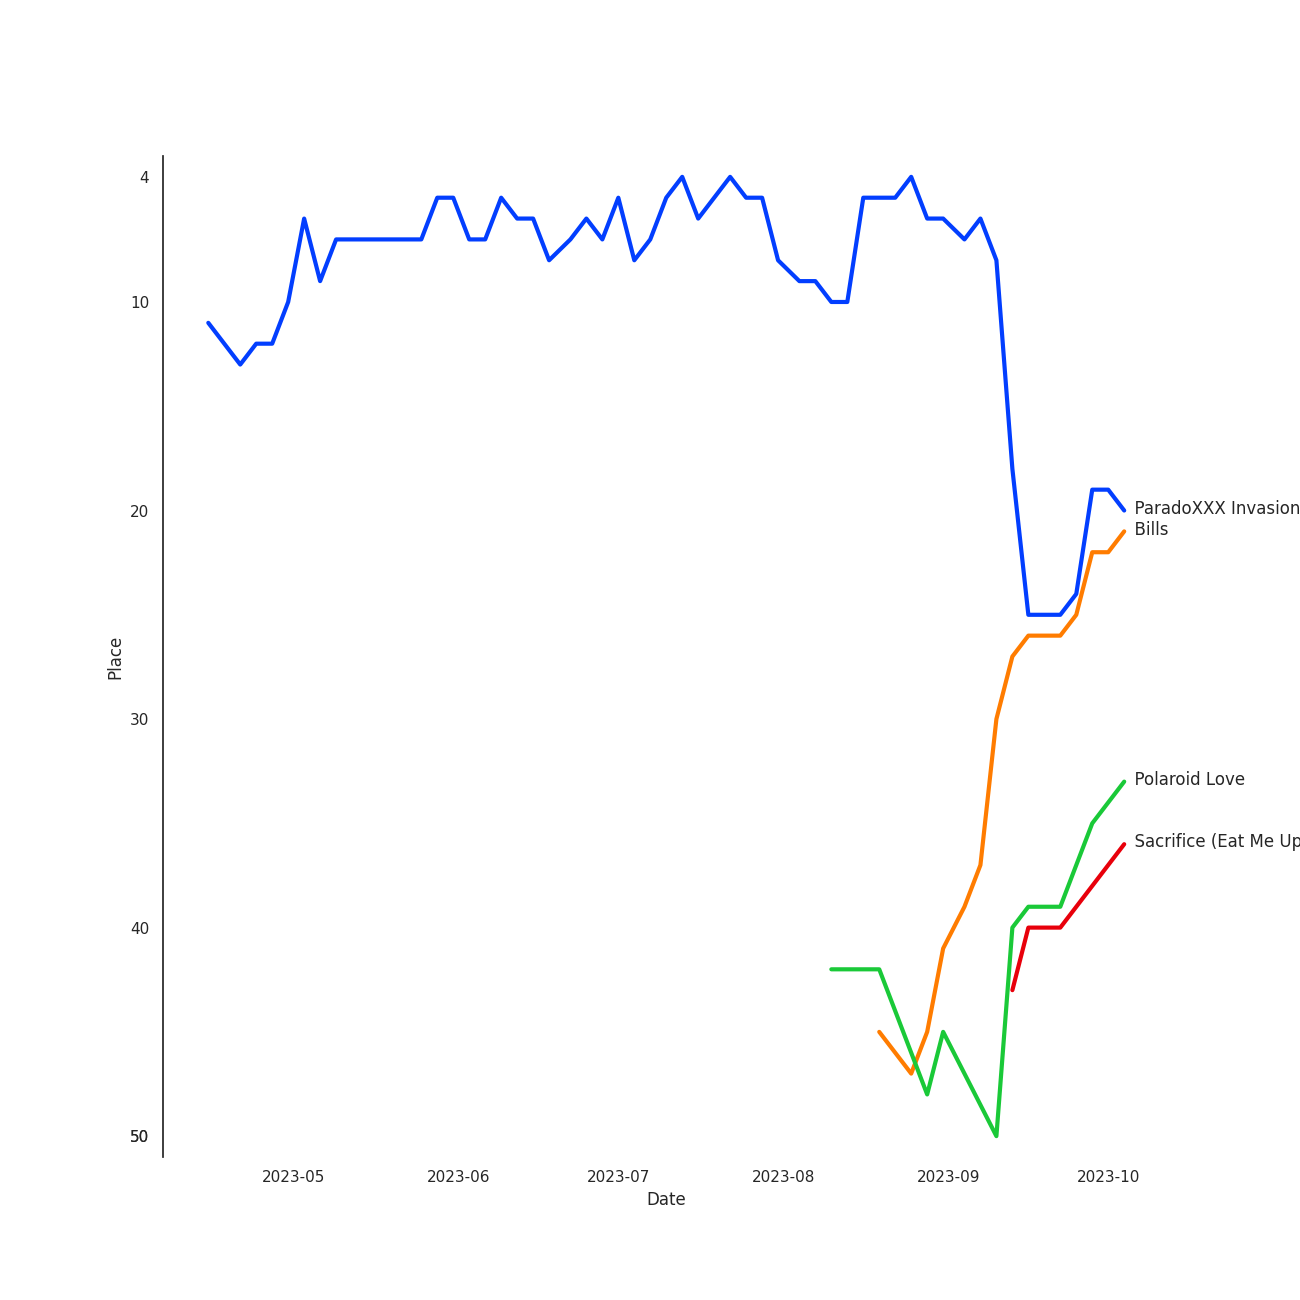 4
10
20
30
40
50
Place
2023-05
2023-06
2023-07
2023-08
2023-09
2023-10
Date
ParadoXXX Invasion
Bills
Polaroid Love
Sacrifice (Eat Me Up